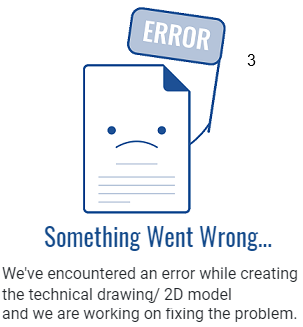 ERROR
3
Something Went Wrong...
We've encountered an error while creating
the technical drawing/ 2D model
and we are working on fixing the problem.